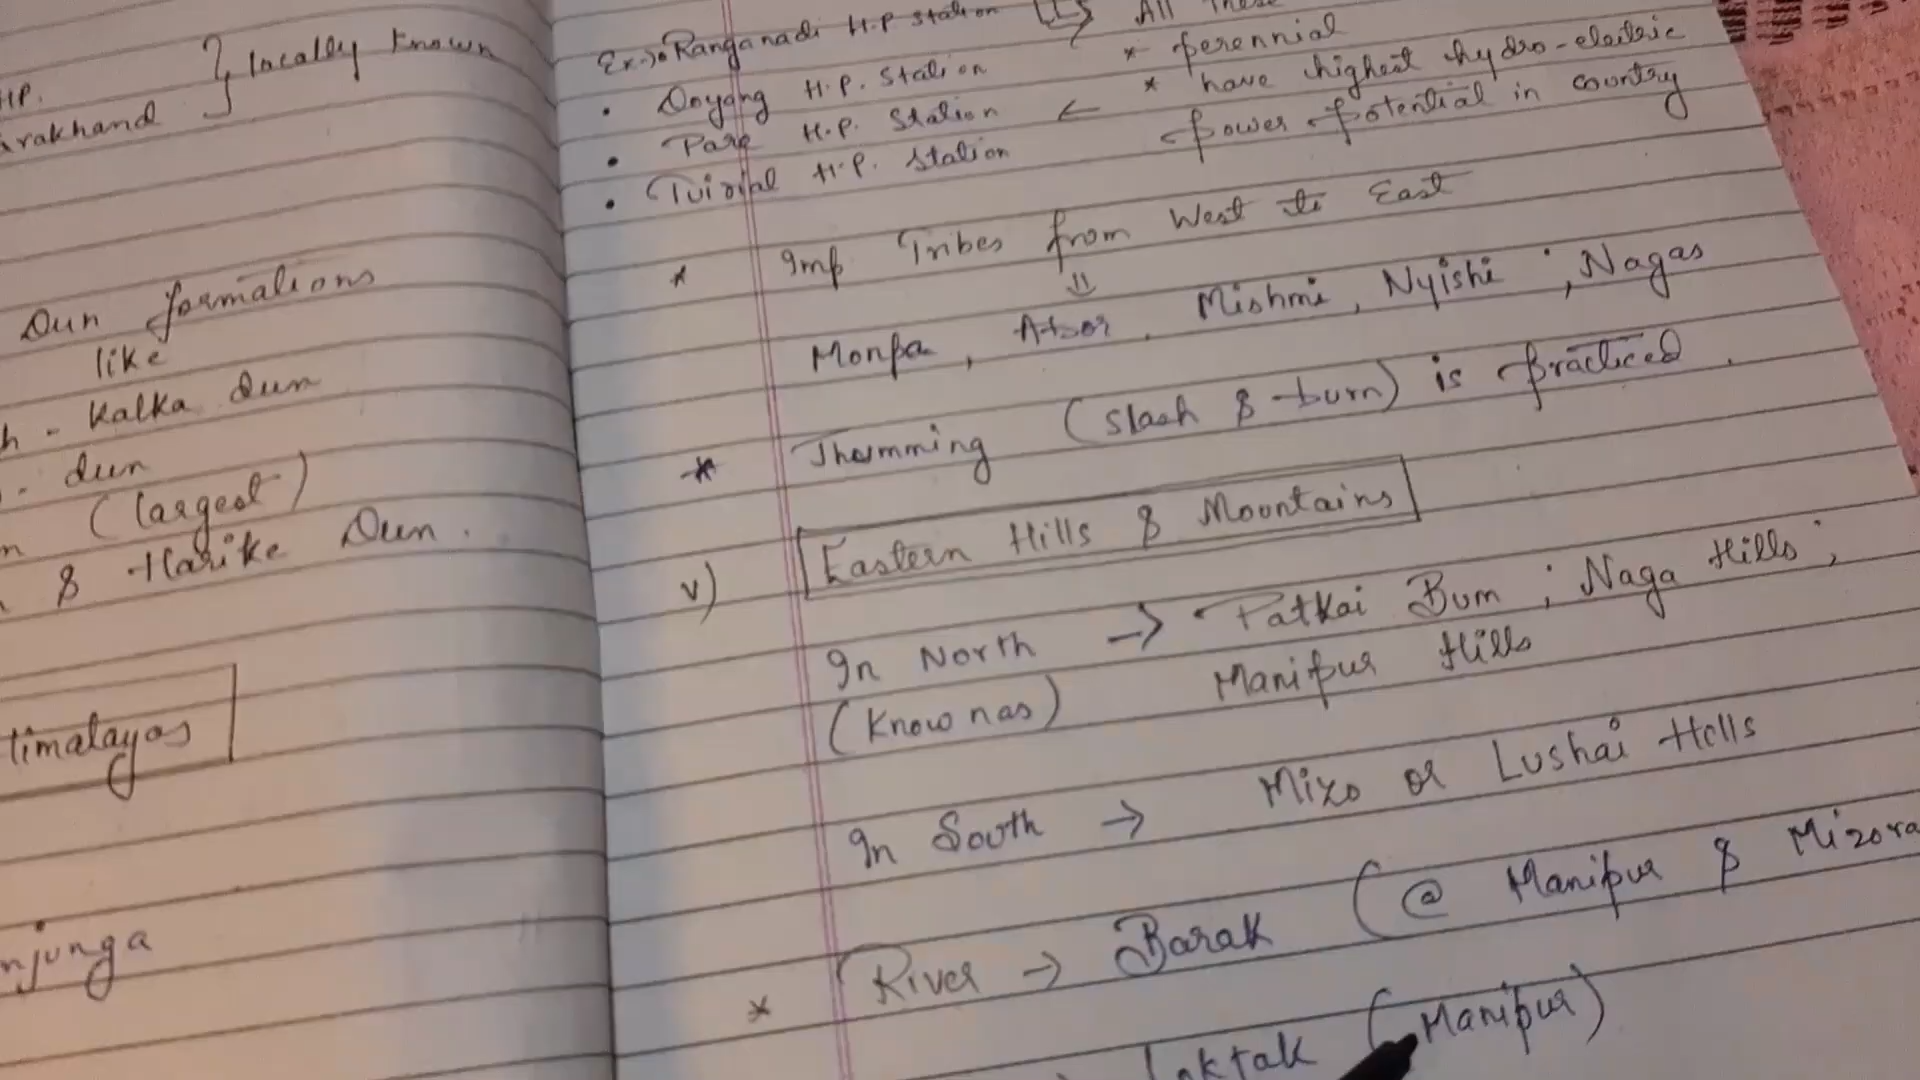 HP.
rakhand } locally known
Dun formations
like
h - Kalka dun
- dun
(largest)
& Harike Dun.
Himalayas
njunga
Ex→ Ranganadi H.P station All These
• Doyang H.P. Station
• Pare H.P. Station ←
• Tuirial H.P. Station
* perennial
* have highest hydro-electric
power potential in country
* Imp Tribes from West to East
Monpa, Abor, Mishmi, Nyishi ; Nagas
* Jhumming (slash & burn) is practiced.
v) Eastern Hills & Mountains
In North → Patkai Bum ; Naga Hills ;
(Known as) Manipur Hills
In South → Mizo or Lushai Hills
* River → Barak (@ Manipur & Mizora
Loktak (Manipur)